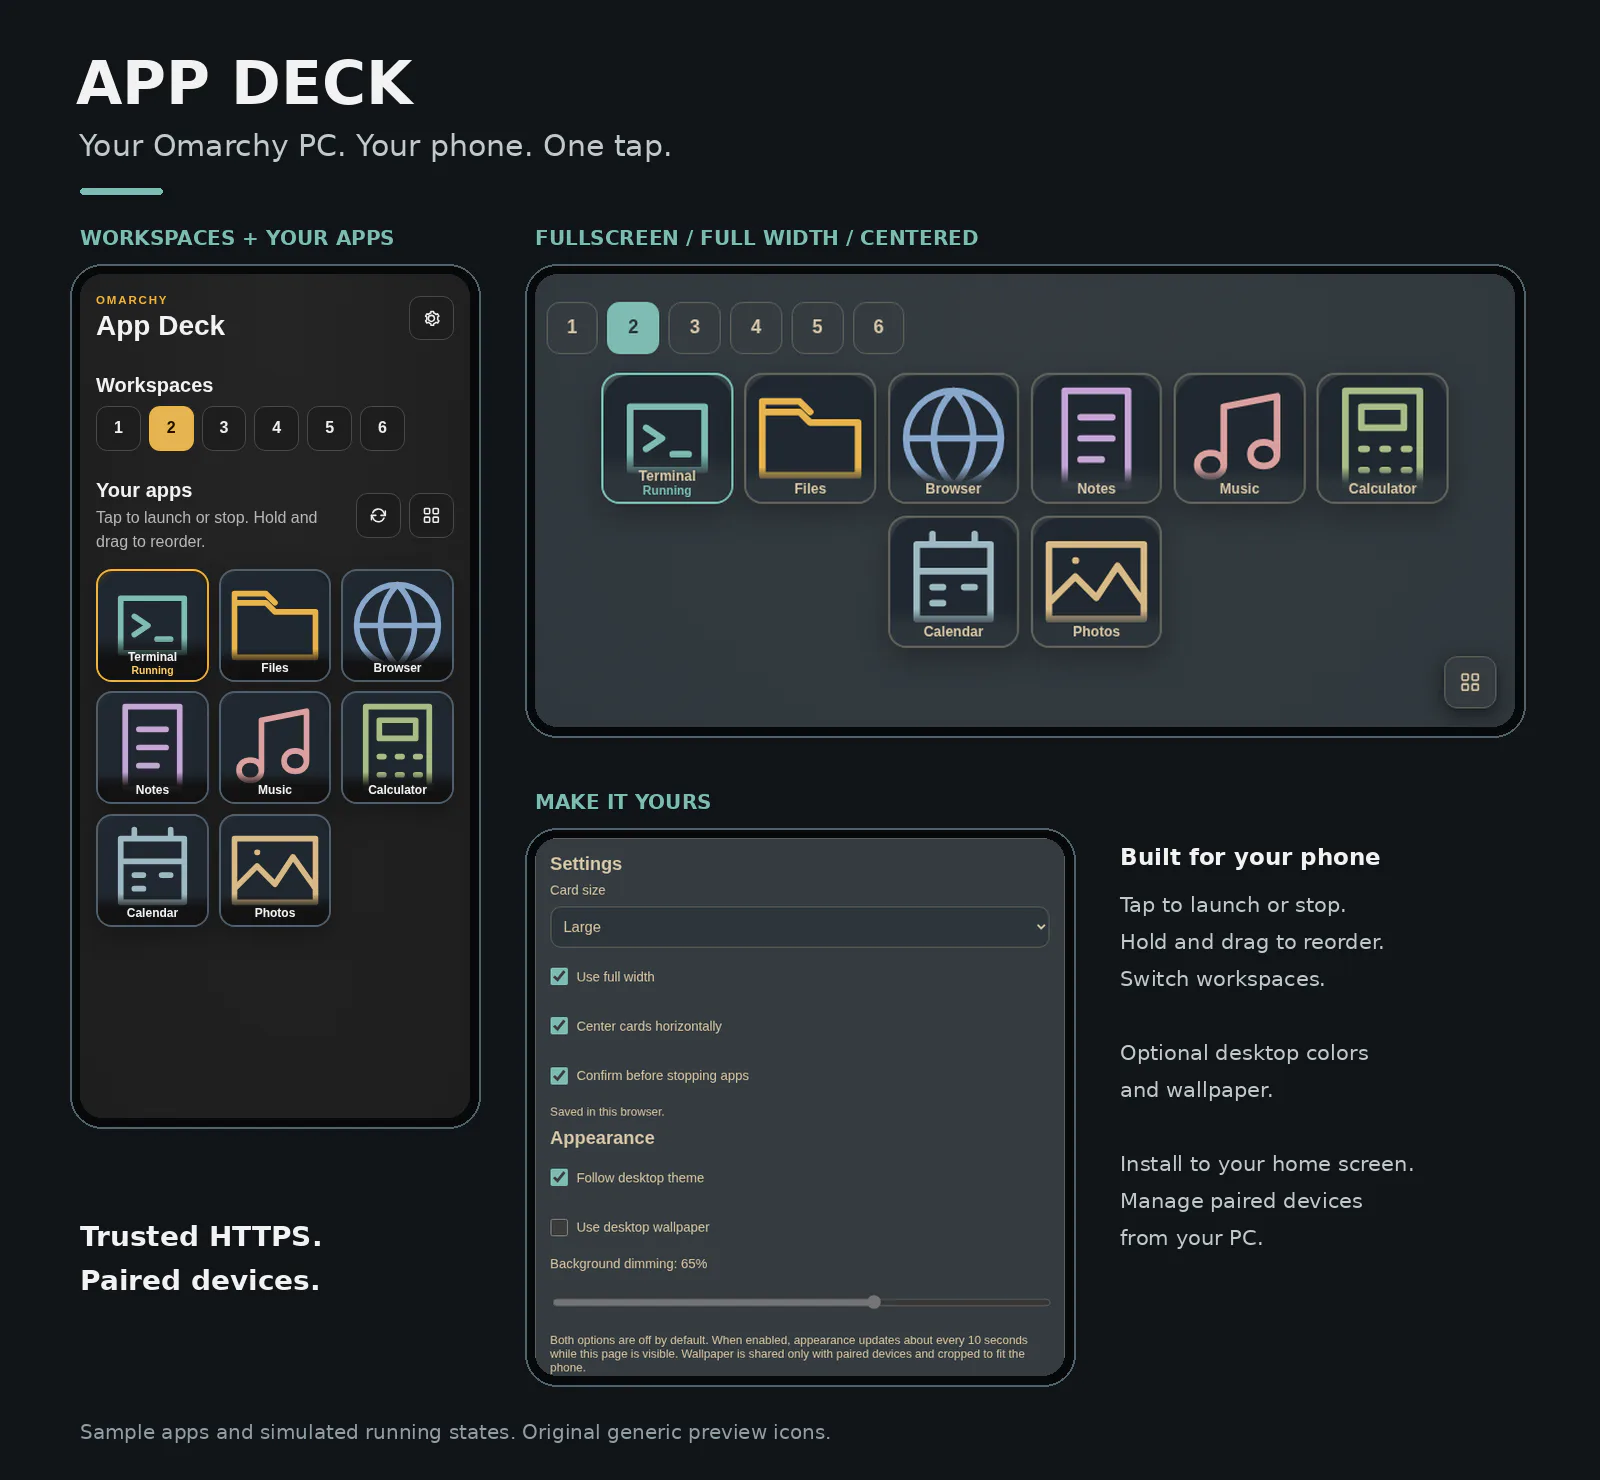 APP DECK
Your Omarchy PC. Your phone. One tap.
WORKSPACES + YOUR APPS
OMARCHY
App Deck
Workspaces
1 2 3 4 5 6
Your apps
Tap to launch or stop. Hold and
drag to reorder.
Terminal
Running
Files
Browser
Notes
Music
Calculator
Calendar
Photos
Trusted HTTPS.
Paired devices.
FULLSCREEN / FULL WIDTH / CENTERED
1 2 3 4 5 6
Terminal
Running
Files
Browser
Notes
Music
Calculator
Calendar
Photos
MAKE IT YOURS
Settings
Card size
Large
Use full width
Center cards horizontally
Confirm before stopping apps
Saved in this browser.
Appearance
Follow desktop theme
Use desktop wallpaper
Background dimming: 65%
Both options are off by default. When enabled, appearance updates about every 10 seconds
while this page is visible. Wallpaper is shared only with paired devices and cropped to fit the
phone.
Built for your phone
Tap to launch or stop.
Hold and drag to reorder.
Switch workspaces.
Optional desktop colors
and wallpaper.
Install to your home screen.
Manage paired devices
from your PC.
Sample apps and simulated running states. Original generic preview icons.